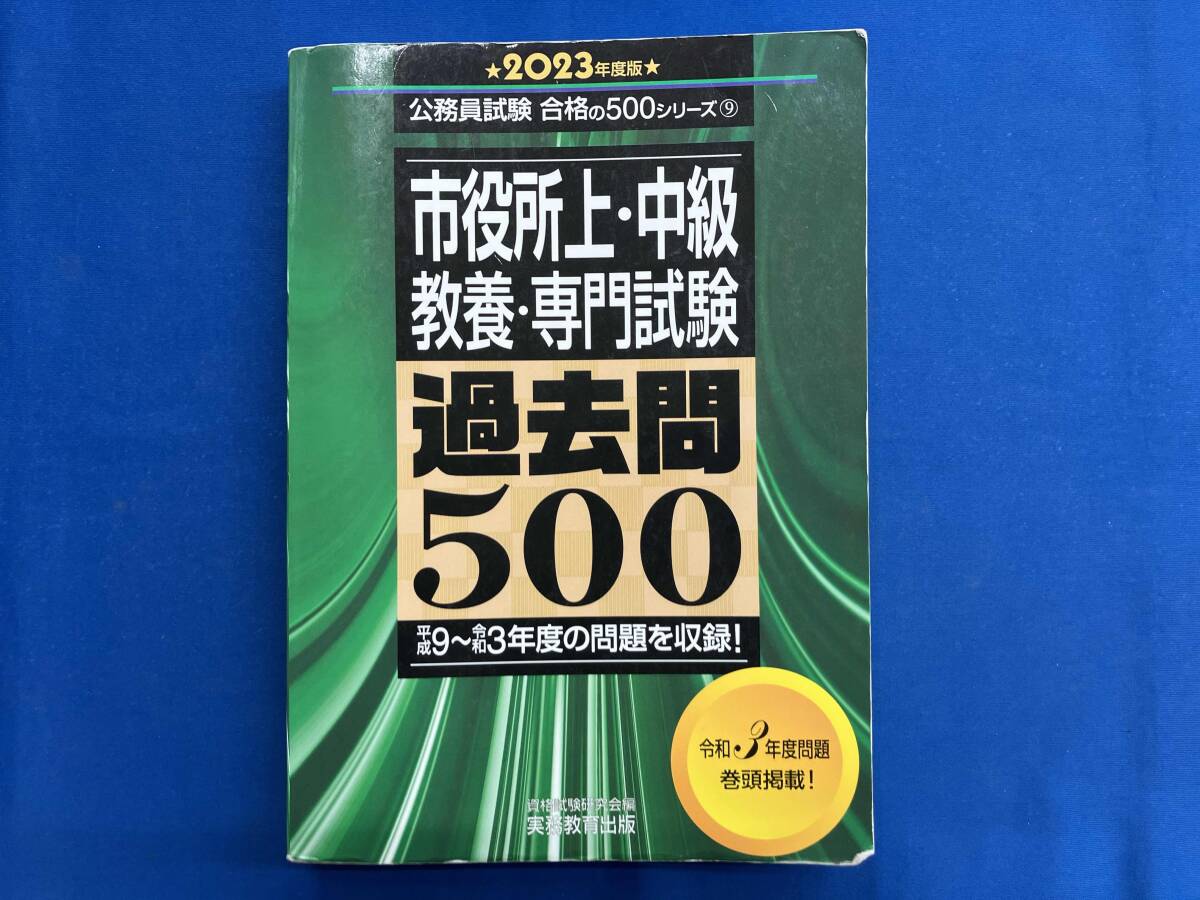 ★2023年度版★
公務員試験 合格の500シリーズ⑨
市役所上・中級
教養・専門試験
過去問
500
平成9〜令和3年度の問題を収録!
令和3年度問題
巻頭掲載!
資格試験研究会編
実務教育出版